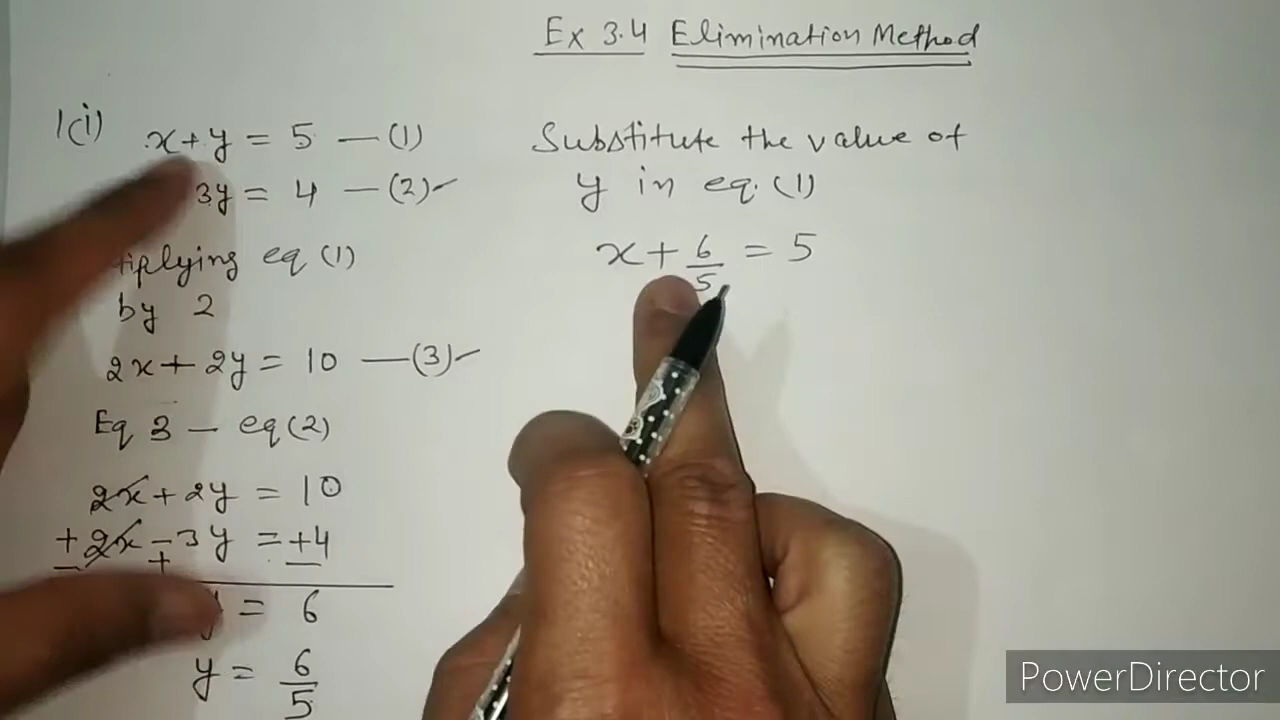 Ex 3.4 Elimination Method
1(i) x+y = 5 — (1)
3y = 4 — (2)
tiplying eq (1)
by 2
2x + 2y = 10 — (3)
Eq 3 — eq(2)
2x + 2y = 10
+ 2x - 3y = +4
— + —
y = 6
y = 6/5
Substitute the value of
y in eq. (1)
x + 6/5 = 5
PowerDirector